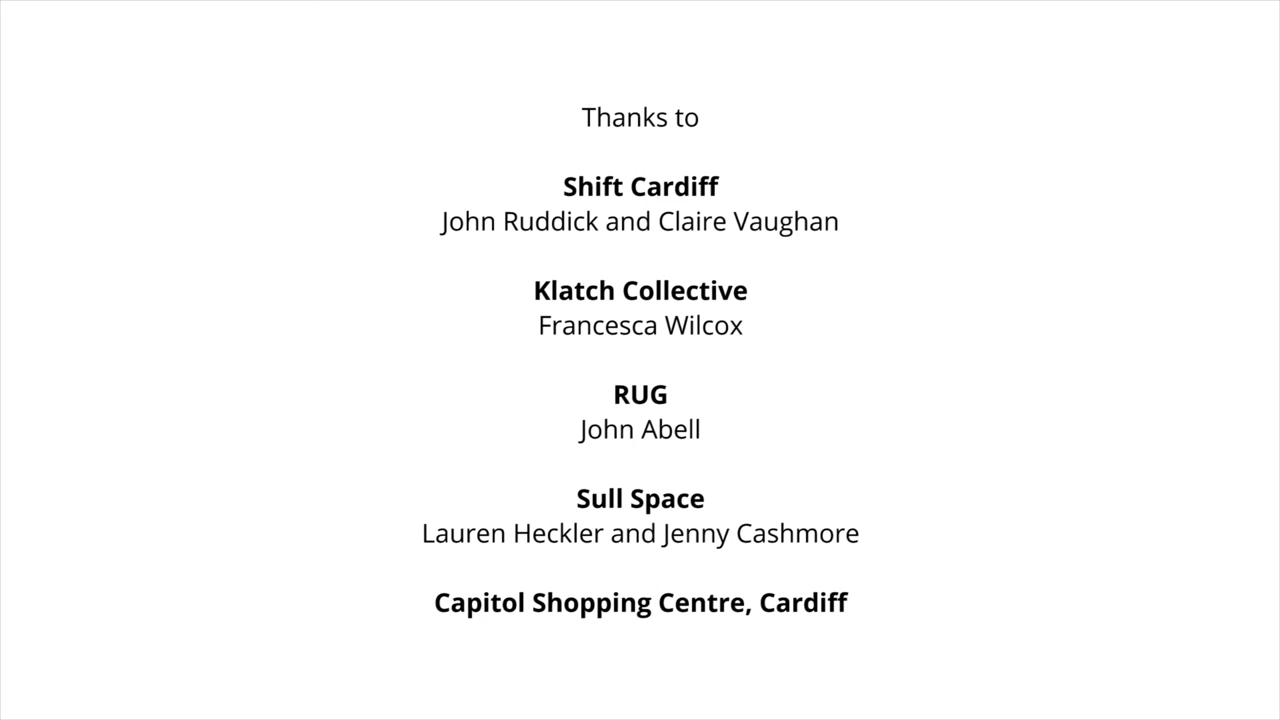 Thanks to
Shift Cardiff
John Ruddick and Claire Vaughan
Klatch Collective
Francesca Wilcox
RUG
John Abell
Sull Space
Lauren Heckler and Jenny Cashmore
Capitol Shopping Centre, Cardiff